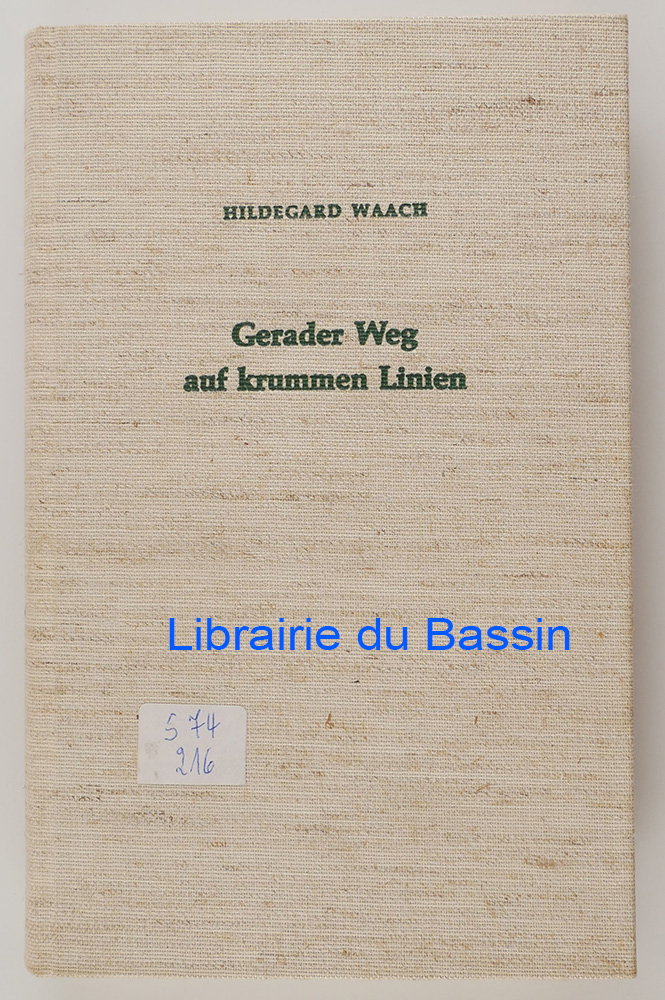 HILDEGARD WAACH
Gerader Weg
auf krummen Linien
Librairie du Bassin
S 74
216